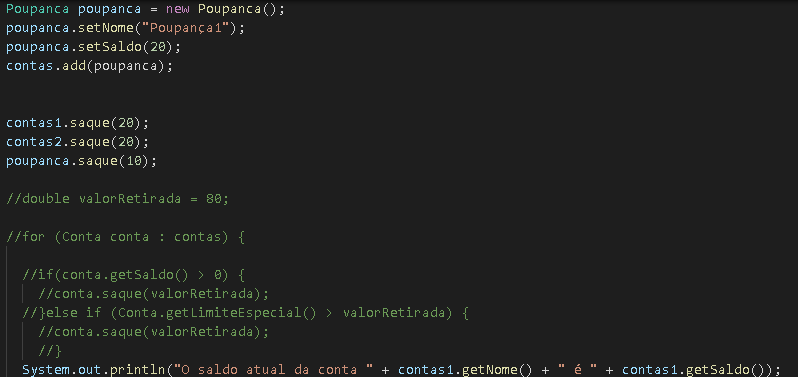 Poupanca poupanca = new Poupanca();
poupanca.setNome("Poupança1");
poupanca.setSaldo(20);
contas.add(poupanca);
contas1.saque(20);
contas2.saque(20);
poupanca.saque(10);
//double valorRetirada = 80;
//for (Conta conta : contas) {
//if(conta.getSaldo() > 0) {
//conta.saque(valorRetirada);
//}else if (Conta.getLimiteEspecial() > valorRetirada) {
//conta.saque(valorRetirada);
//}
System.out.println("O saldo atual da conta " + contas1.getNome() + " é " + contas1.getSaldo());